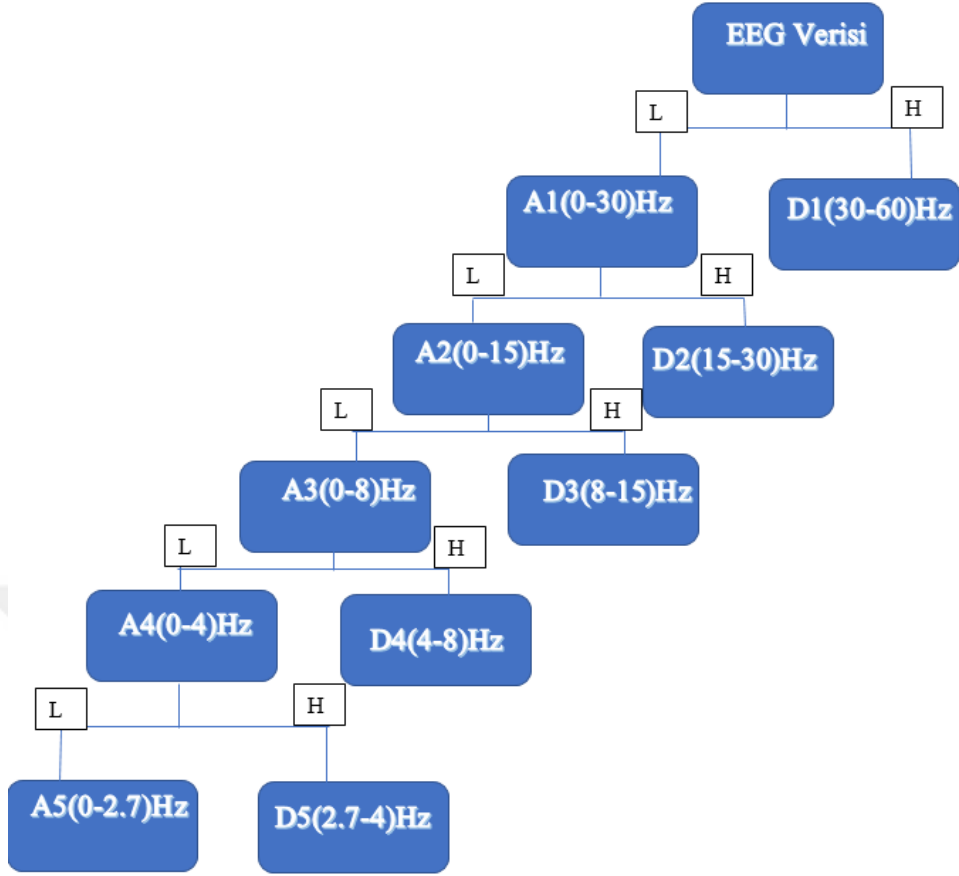 EEG Verisi
L
H
A1(0-30)Hz
D1(30-60)Hz
L
H
A2(0-15)Hz
D2(15-30)Hz
L
H
A3(0-8)Hz
D3(8-15)Hz
L
H
A4(0-4)Hz
D4(4-8)Hz
L
H
A5(0-2.7)Hz
D5(2.7-4)Hz